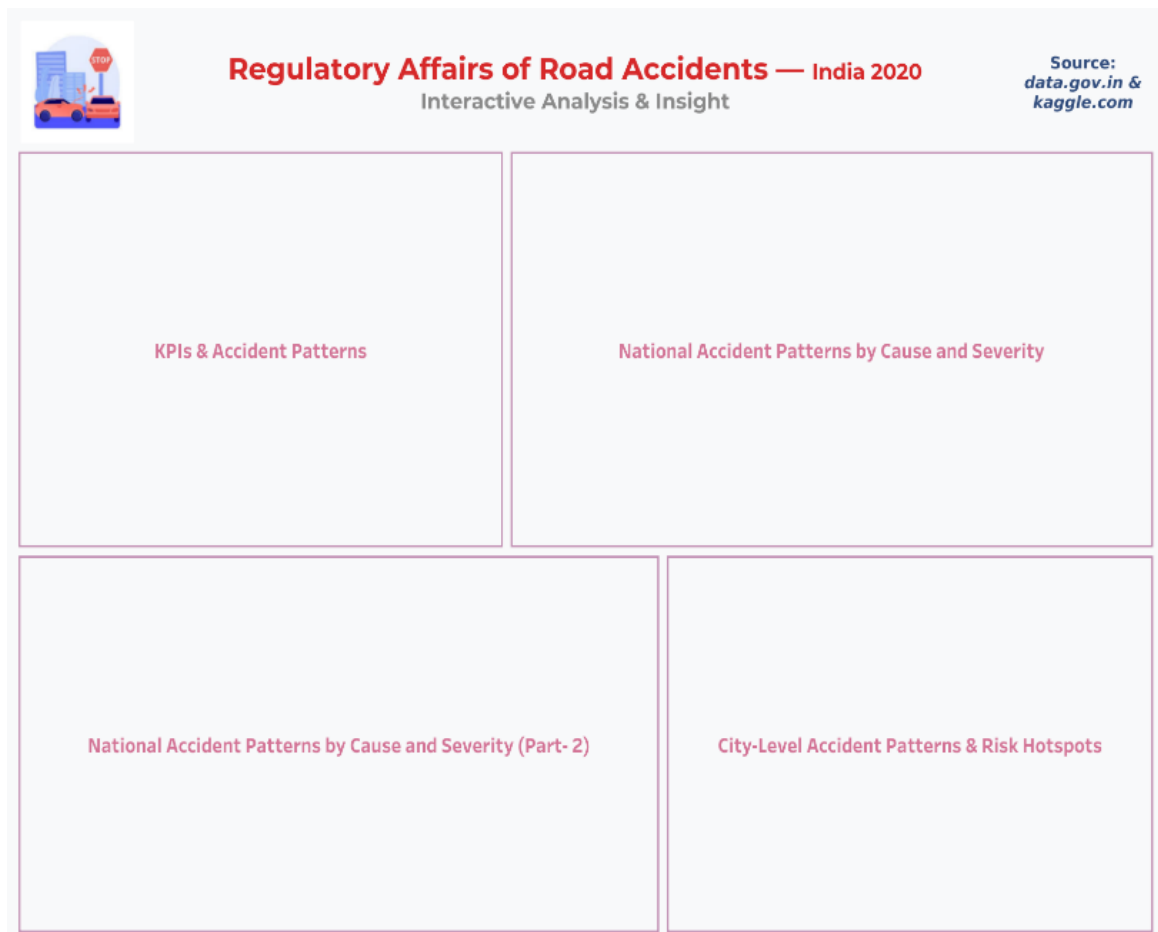 STOP
Regulatory Affairs of Road Accidents — India 2020
Interactive Analysis & Insight
Source:
data.gov.in &
kaggle.com
KPIs & Accident Patterns
National Accident Patterns by Cause and Severity
National Accident Patterns by Cause and Severity (Part- 2)
City-Level Accident Patterns & Risk Hotspots